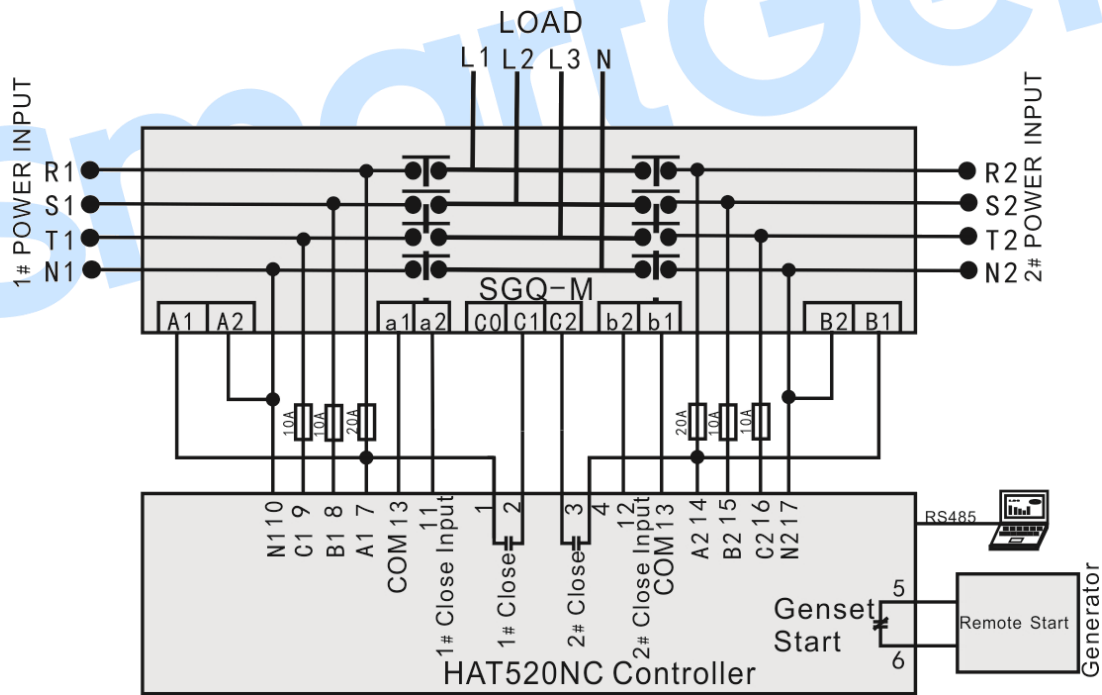 SmartGen
LOAD
L1 L2 L3 N
1# POWER INPUT
R1
S1
T1
N1
R2
S2
T2
N2
2# POWER INPUT
SGQ-M
A1 A2 a1 a2 C0 C1 C2 b2 b1 B2 B1
10A 10A 20A 20A 10A 10A
N1 10
C1 9
B1 8
A1 7
COM 13
11
1# Close Input
1
2
1# Close
3
2# Close
4
12
2# Close Input
COM 13
A2 14
B2 15
C2 16
N2 17
RS485
Genset
Start
5
6
Remote Start
Generator
HAT520NC Controller